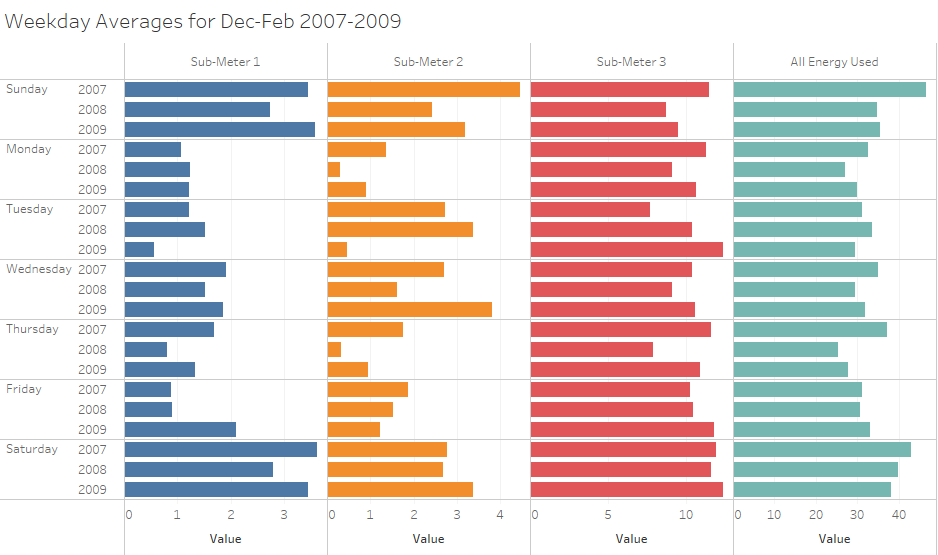 Weekday Averages for Dec-Feb 2007-2009
Sub-Meter 1 Sub-Meter 2 Sub-Meter 3 All Energy Used
Sunday 2007
2008
2009
Monday 2007
2008
2009
Tuesday 2007
2008
2009
Wednesday 2007
2008
2009
Thursday 2007
2008
2009
Friday 2007
2008
2009
Saturday 2007
2008
2009
0 1 2 3 0 1 2 3 4 0 5 10 0 10 20 30 40
Value Value Value Value